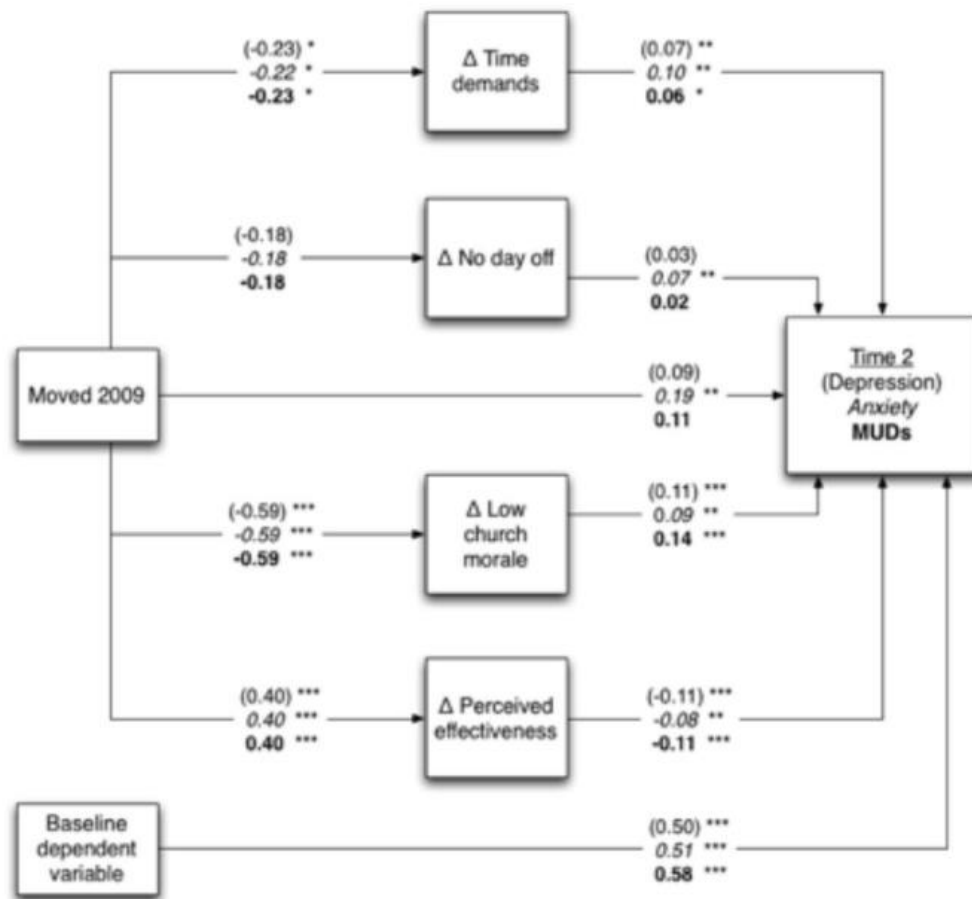 (-0.23) *
-0.22 *
-0.23 *
Δ Time
demands
(0.07) **
0.10 **
0.06 *
(-0.18)
-0.18
-0.18
Δ No day off
(0.03)
0.07 **
0.02
Moved 2009
(0.09)
0.19 **
0.11
Time 2
(Depression)
Anxiety
MUDs
(-0.59) ***
-0.59 ***
-0.59 ***
Δ Low
church
morale
(0.11) ***
0.09 **
0.14 ***
(0.40) ***
0.40 ***
0.40 ***
Δ Perceived
effectiveness
(-0.11) ***
-0.08 **
-0.11 ***
Baseline
dependent
variable
(0.50) ***
0.51 ***
0.58 ***